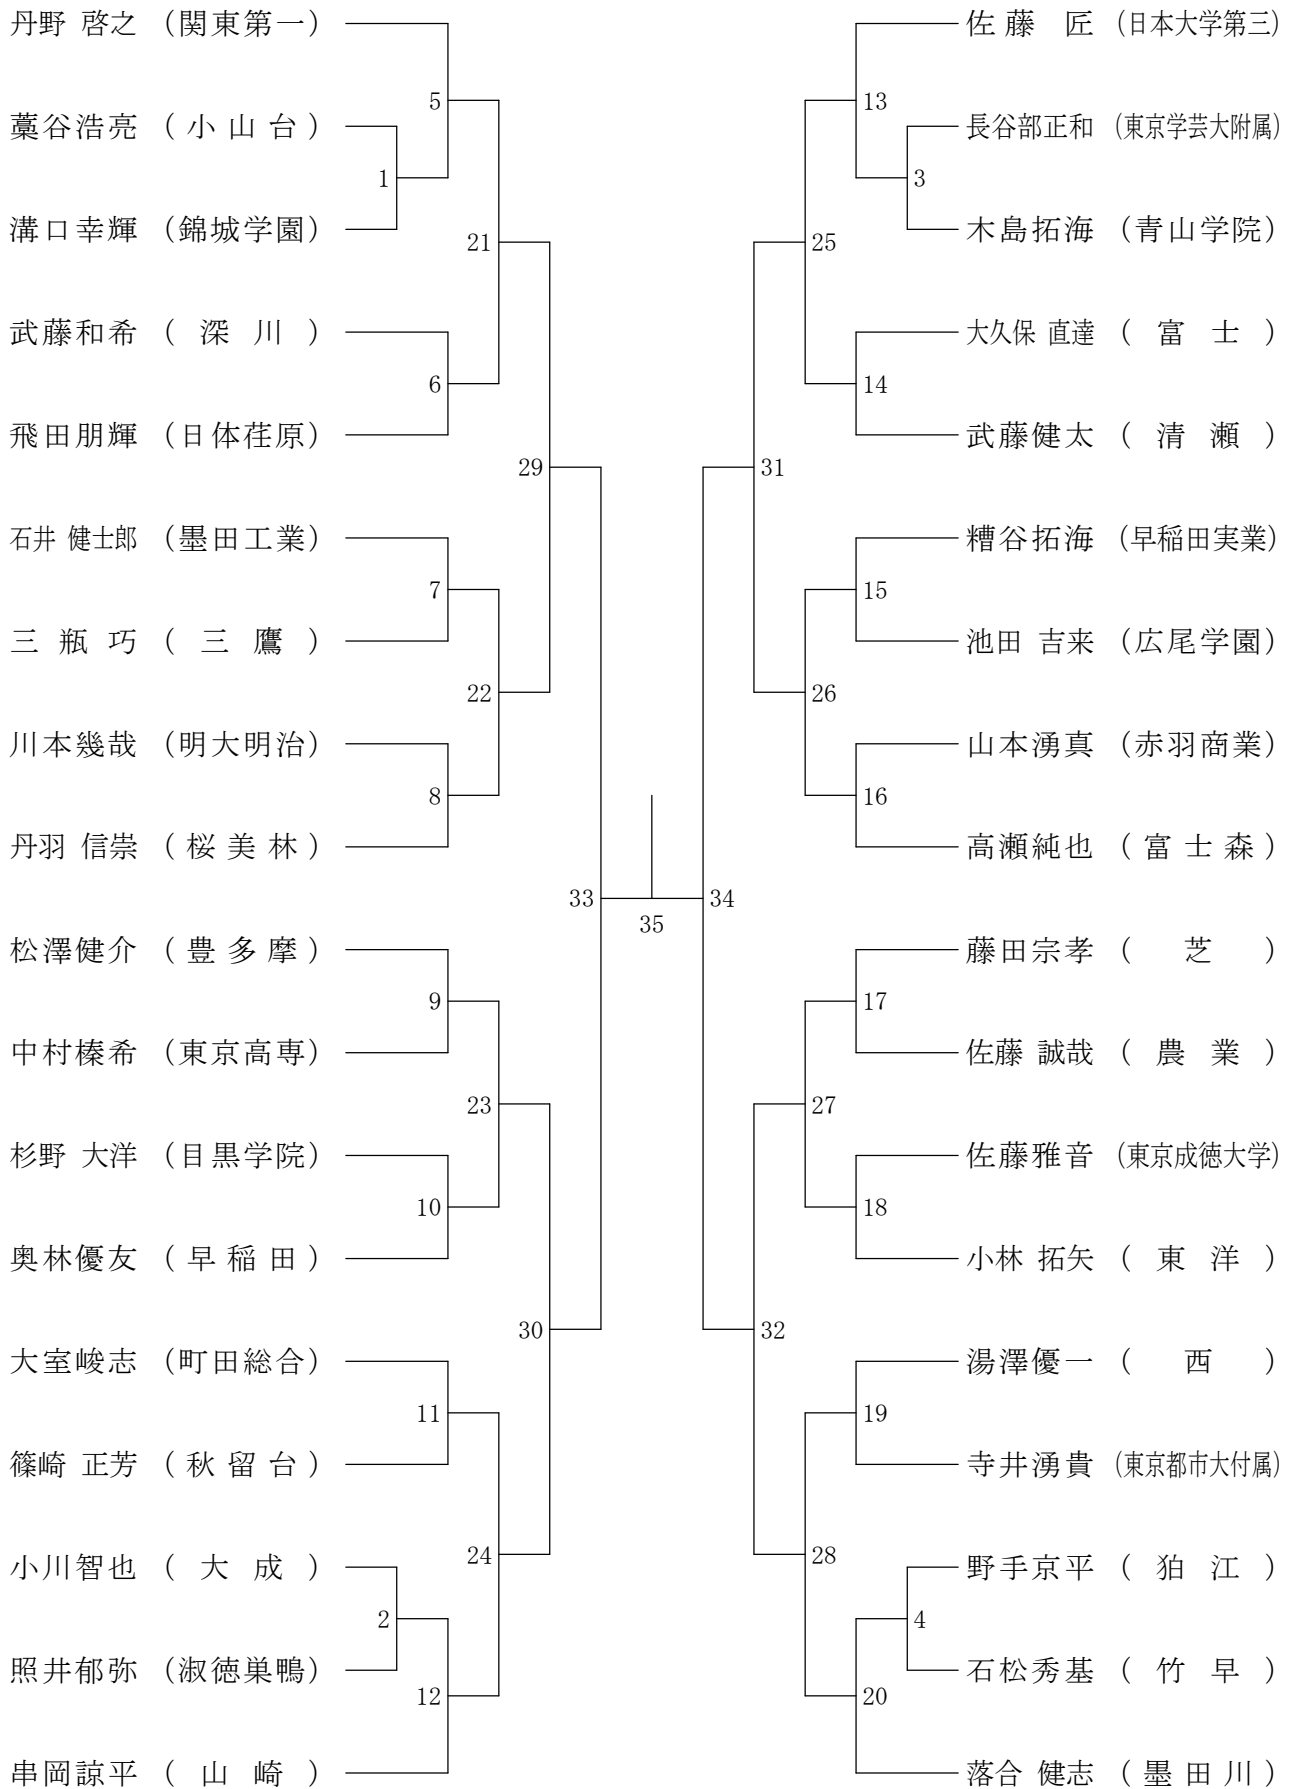 丹野 啓之 （関東第一）
5
藁谷浩亮 （小山台）
1
溝口幸輝 （錦城学園）
21
武藤和希 （深川）
6
飛田朋輝 （日体荏原）
29
石井 健士郎 （墨田工業）
7
三瓶巧 （三鷹）
22
川本幾哉 （明大明治）
8
丹羽 信崇 （桜美林）
33
松澤健介 （豊多摩）
9
中村榛希 （東京高専）
23
杉野 大洋 （目黒学院）
10
奥林優友 （早稲田）
30
大室峻志 （町田総合）
11
篠崎 正芳 （秋留台）
24
小川智也 （大成）
2
照井郁弥 （淑徳巣鴨）
12
串岡諒平 （山崎）
35
佐藤 匠 （日本大学第三）
13
長谷部正和 （東京学芸大附属）
3
木島拓海 （青山学院）
25
大久保 直達 （富士）
14
武藤健太 （清瀬）
31
糟谷拓海 （早稲田実業）
15
池田 吉来 （広尾学園）
26
山本湧真 （赤羽商業）
16
高瀬純也 （富士森）
34
藤田宗孝 （芝）
17
佐藤 誠哉 （農業）
27
佐藤雅音 （東京成徳大学）
18
小林 拓矢 （東洋）
32
湯澤優一 （西）
19
寺井湧貴 （東京都市大付属）
28
野手京平 （狛江）
4
石松秀基 （竹早）
20
落合 健志 （墨田川）